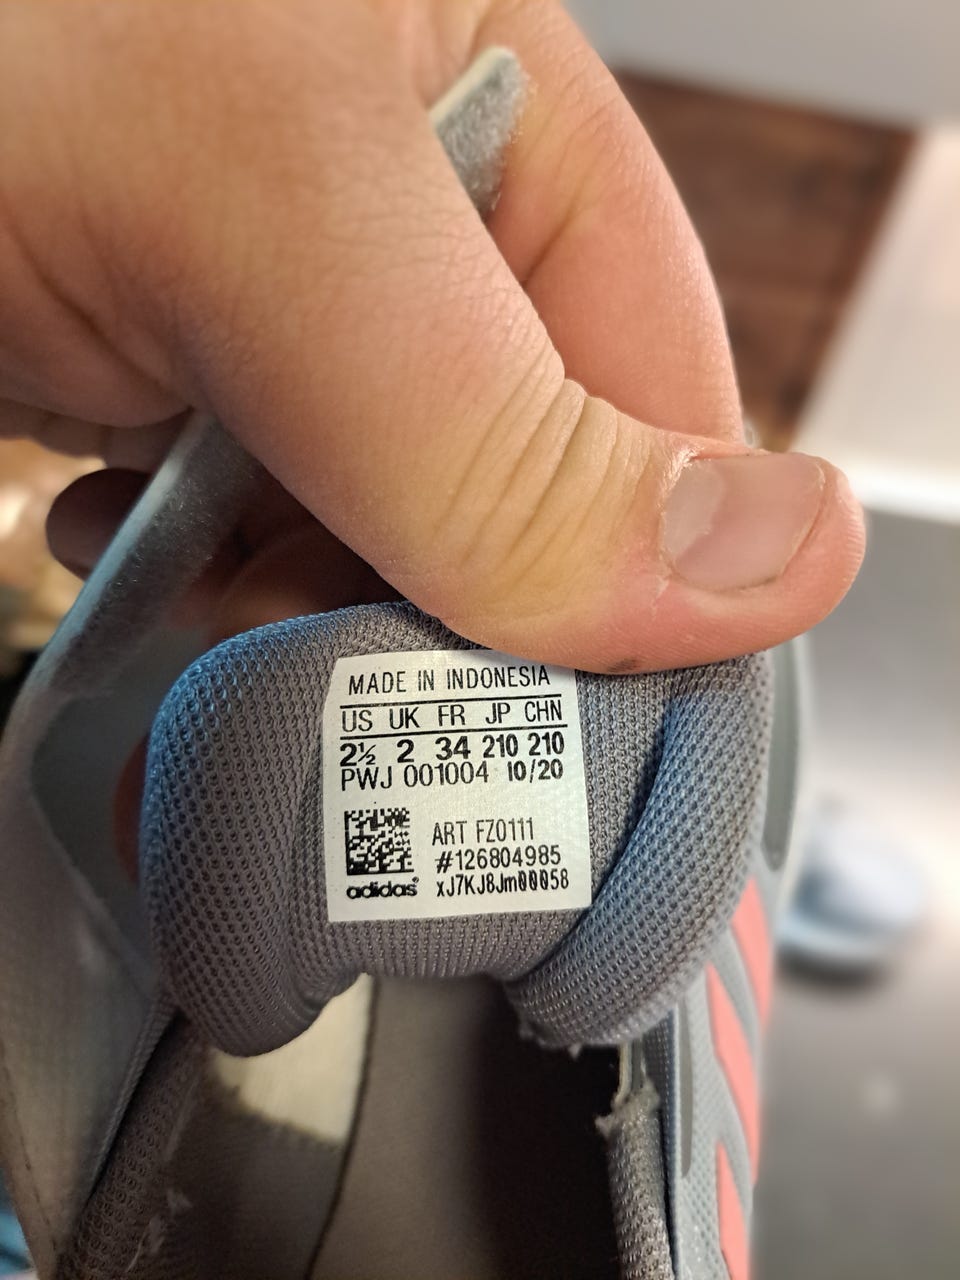 MADE IN INDONESIA
US UK FR JP CHN
2½ 2 34 210 210
PWJ 001004 10/20
ART FZ0111
#126804985
adidas® xJ7KJ8Jm00058